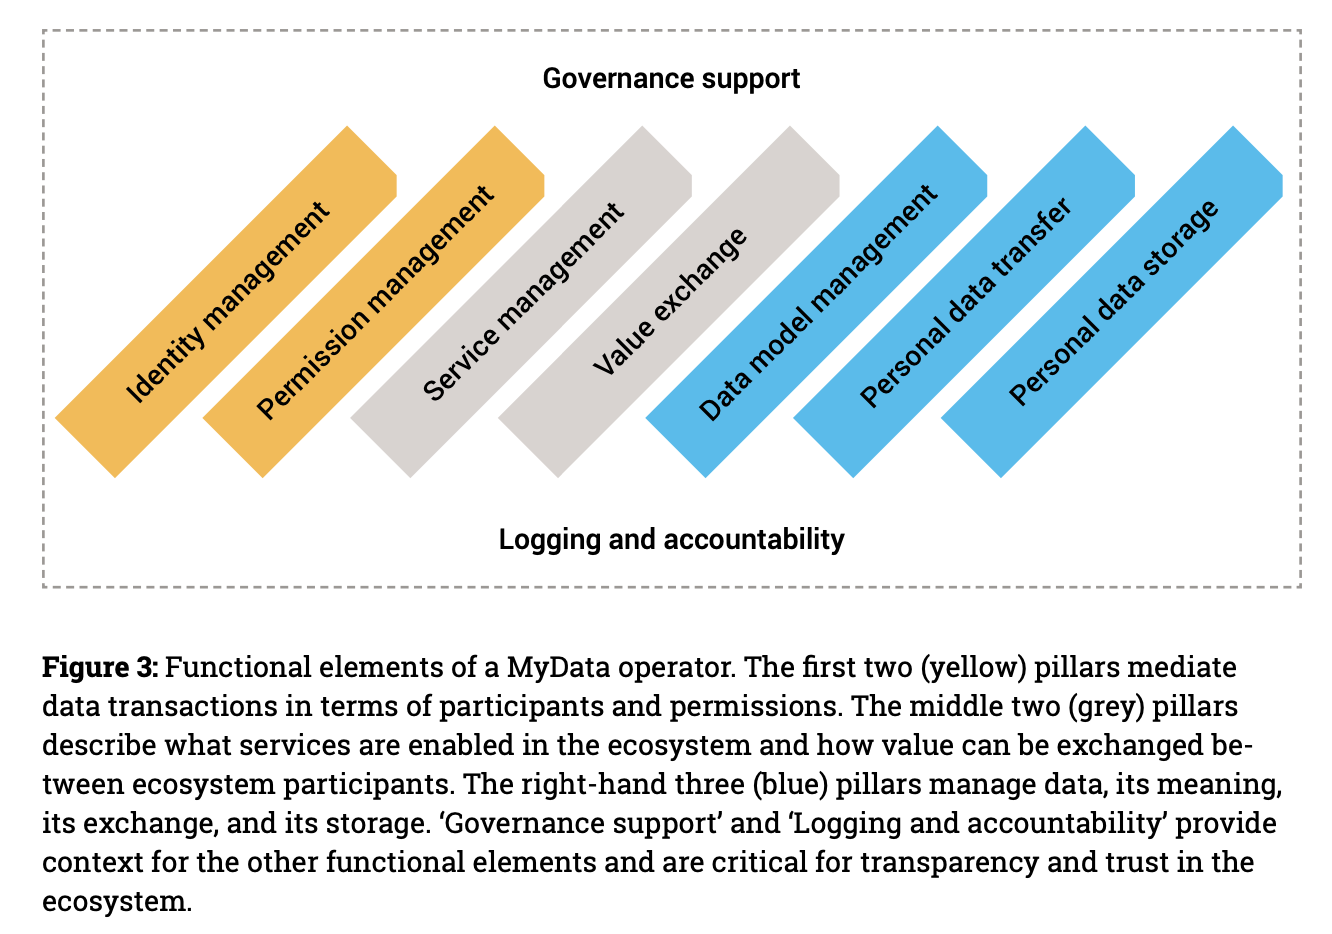 Governance support
Identity management
Permission management
Service management
Value exchange
Data model management
Personal data transfer
Personal data storage
Logging and accountability
Figure 3: Functional elements of a MyData operator. The first two (yellow) pillars mediate
data transactions in terms of participants and permissions. The middle two (grey) pillars
describe what services are enabled in the ecosystem and how value can be exchanged be-
tween ecosystem participants. The right-hand three (blue) pillars manage data, its meaning,
its exchange, and its storage. ‘Governance support’ and ‘Logging and accountability’ provide
context for the other functional elements and are critical for transparency and trust in the
ecosystem.